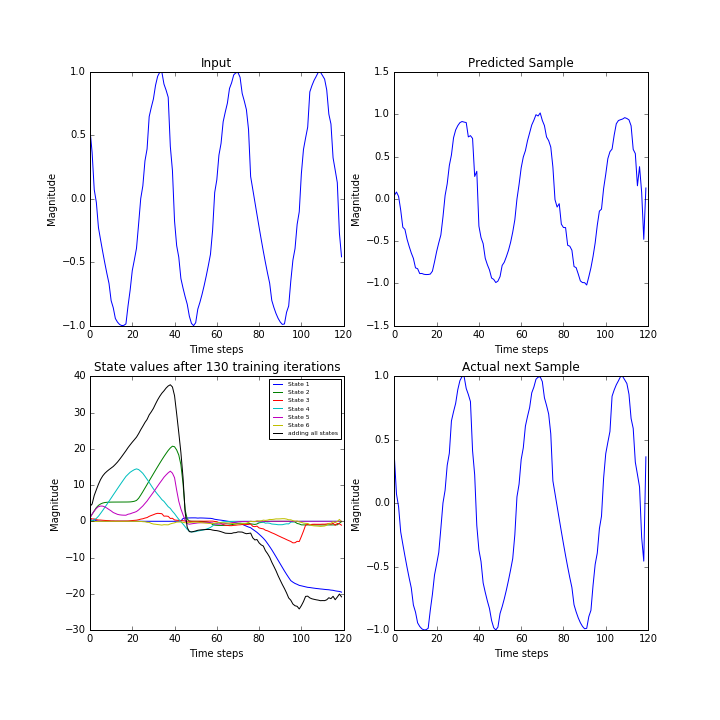 Input
Magnitude
1.0
0.5
0.0
−0.5
−1.0
0 20 40 60 80 100 120
Time steps
Predicted Sample
Magnitude
1.5
1.0
0.5
0.0
−0.5
−1.0
−1.5
0 20 40 60 80 100 120
Time steps
State values after 130 training iterations
Magnitude
40
30
20
10
0
−10
−20
−30
0 20 40 60 80 100 120
Time steps
State 1
State 2
State 3
State 4
State 5
State 6
adding all states
Actual next Sample
Magnitude
1.0
0.5
0.0
−0.5
−1.0
0 20 40 60 80 100 120
Time steps